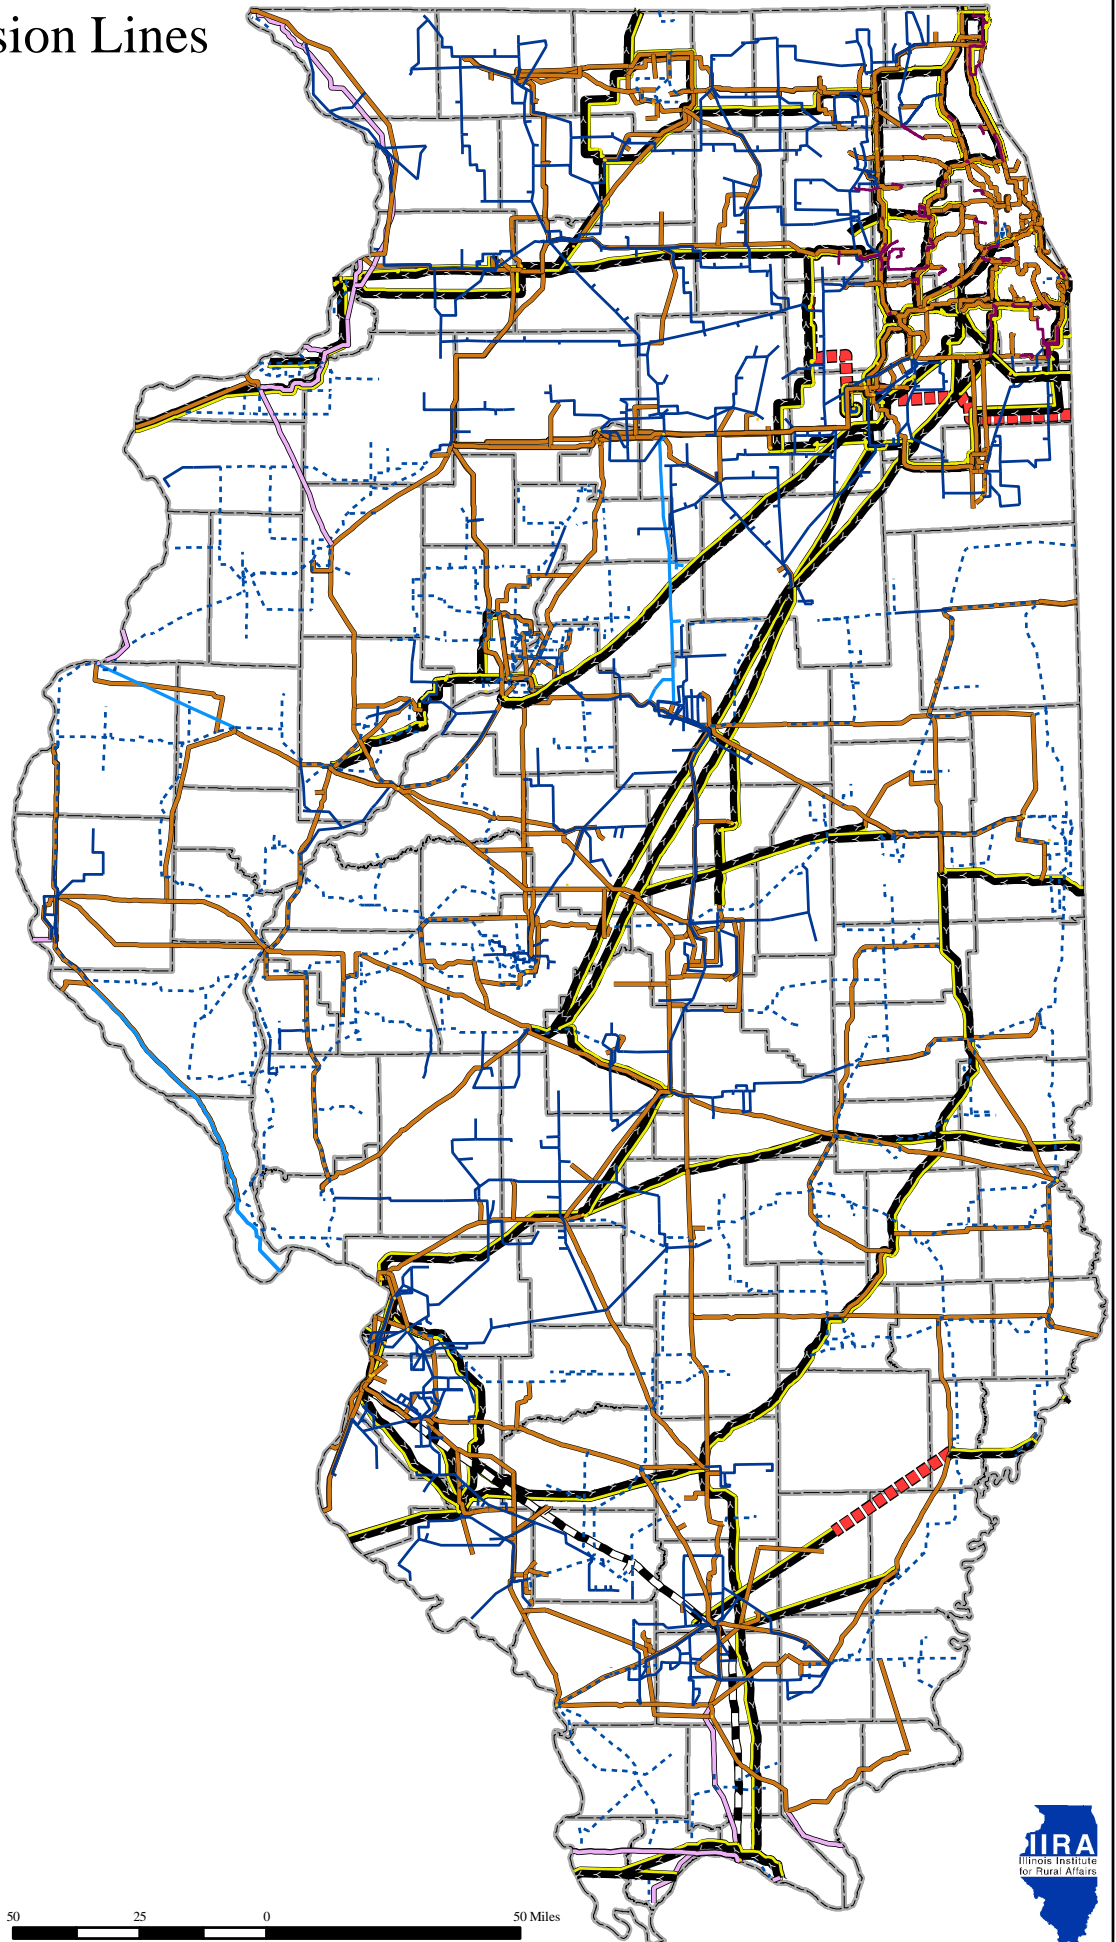 sion Lines
IIRA
Illinois Institute
for Rural Affairs
50 25 0 50 Miles